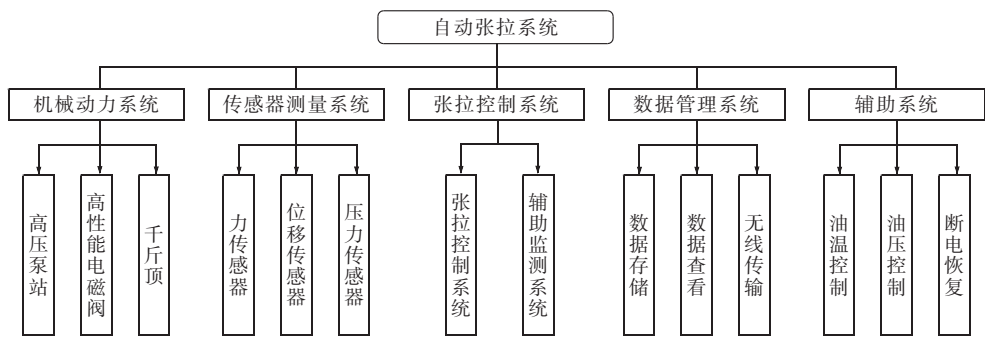 自动张拉系统
机械动力系统
传感器测量系统
张拉控制系统
数据管理系统
辅助系统
高压泵站
高性能电磁阀
千斤顶
力传感器
位移传感器
压力传感器
张拉控制系统
辅助监测系统
数据存储
数据查看
无线传输
油温控制
油压控制
断电恢复